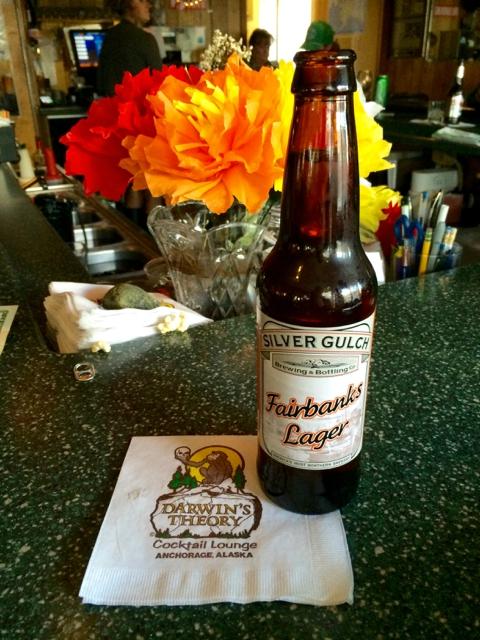 SILVER GULCH
Brewing & Bottling Co.
Fairbanks
Lager
DARWIN'S
THEORY
Cocktail Lounge
ANCHORAGE, ALASKA